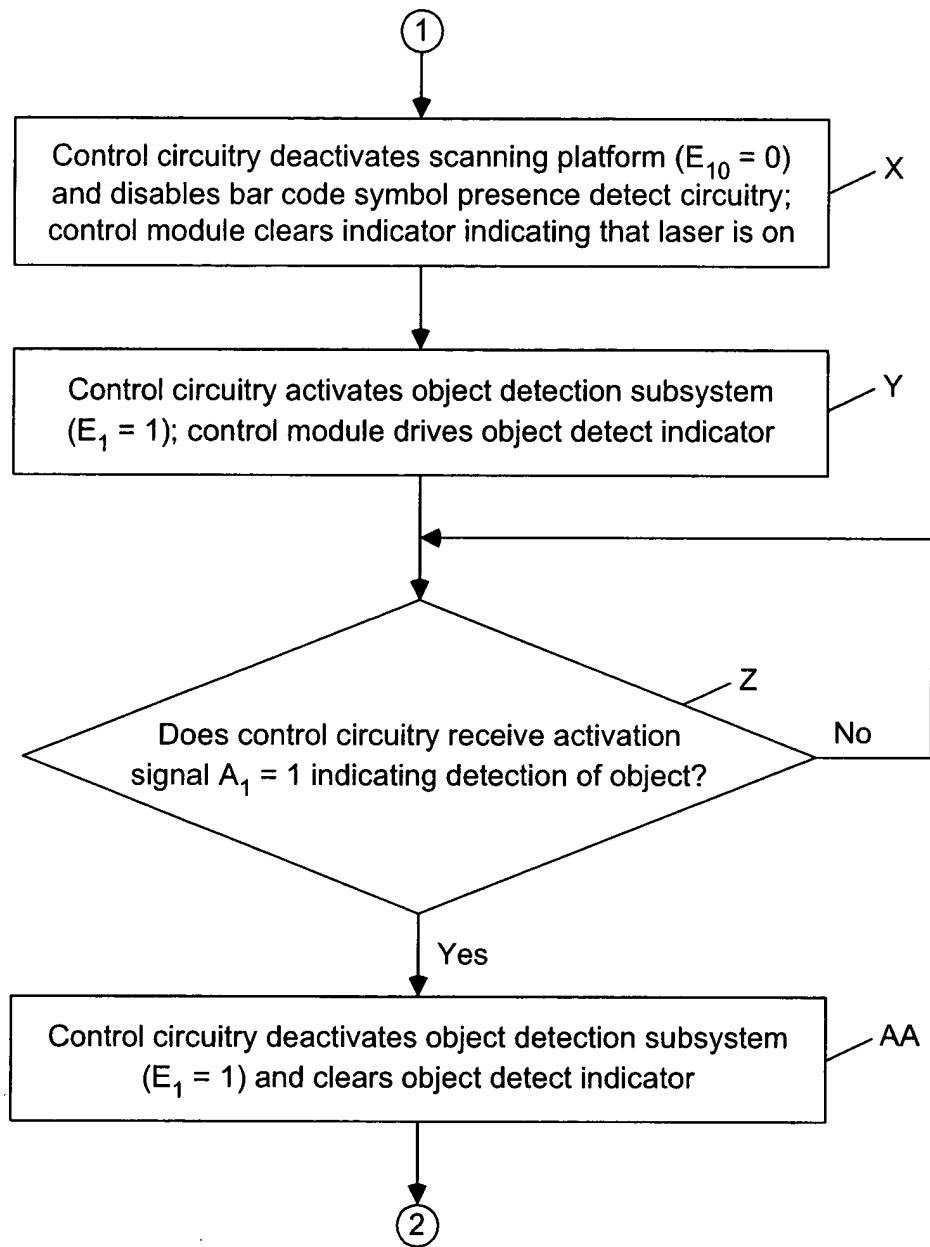 1
Control circuitry deactivates scanning platform (E₁₀ = 0)
and disables bar code symbol presence detect circuitry;
control module clears indicator indicating that laser is on
X
Control circuitry activates object detection subsystem
(E₁ = 1); control module drives object detect indicator
Y
Z
Does control circuitry receive activation
signal A₁ = 1 indicating detection of object?
No
Yes
Control circuitry deactivates object detection subsystem
(E₁ = 1) and clears object detect indicator
AA
2